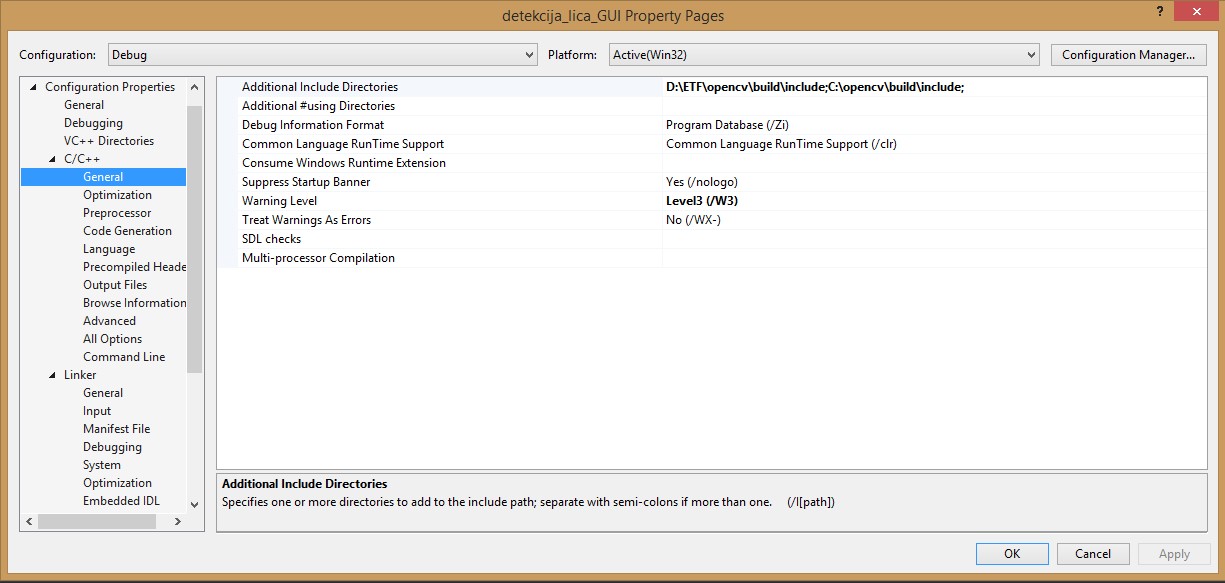 detekcija_lica_GUI Property Pages
?
Configuration: Debug Platform: Active(Win32) Configuration Manager...
Configuration Properties
General
Debugging
VC++ Directories
C/C++
General
Optimization
Preprocessor
Code Generation
Language
Precompiled Heade
Output Files
Browse Information
Advanced
All Options
Command Line
Linker
General
Input
Manifest File
Debugging
System
Optimization
Embedded IDL
Additional Include Directories D:\ETF\opencv\build\include;C:\opencv\build\include;
Additional #using Directories
Debug Information Format Program Database (/Zi)
Common Language RunTime Support Common Language RunTime Support (/clr)
Consume Windows Runtime Extension
Suppress Startup Banner Yes (/nologo)
Warning Level Level3 (/W3)
Treat Warnings As Errors No (/WX-)
SDL checks
Multi-processor Compilation
Additional Include Directories
Specifies one or more directories to add to the include path; separate with semi-colons if more than one. (/I[path])
OK Cancel Apply